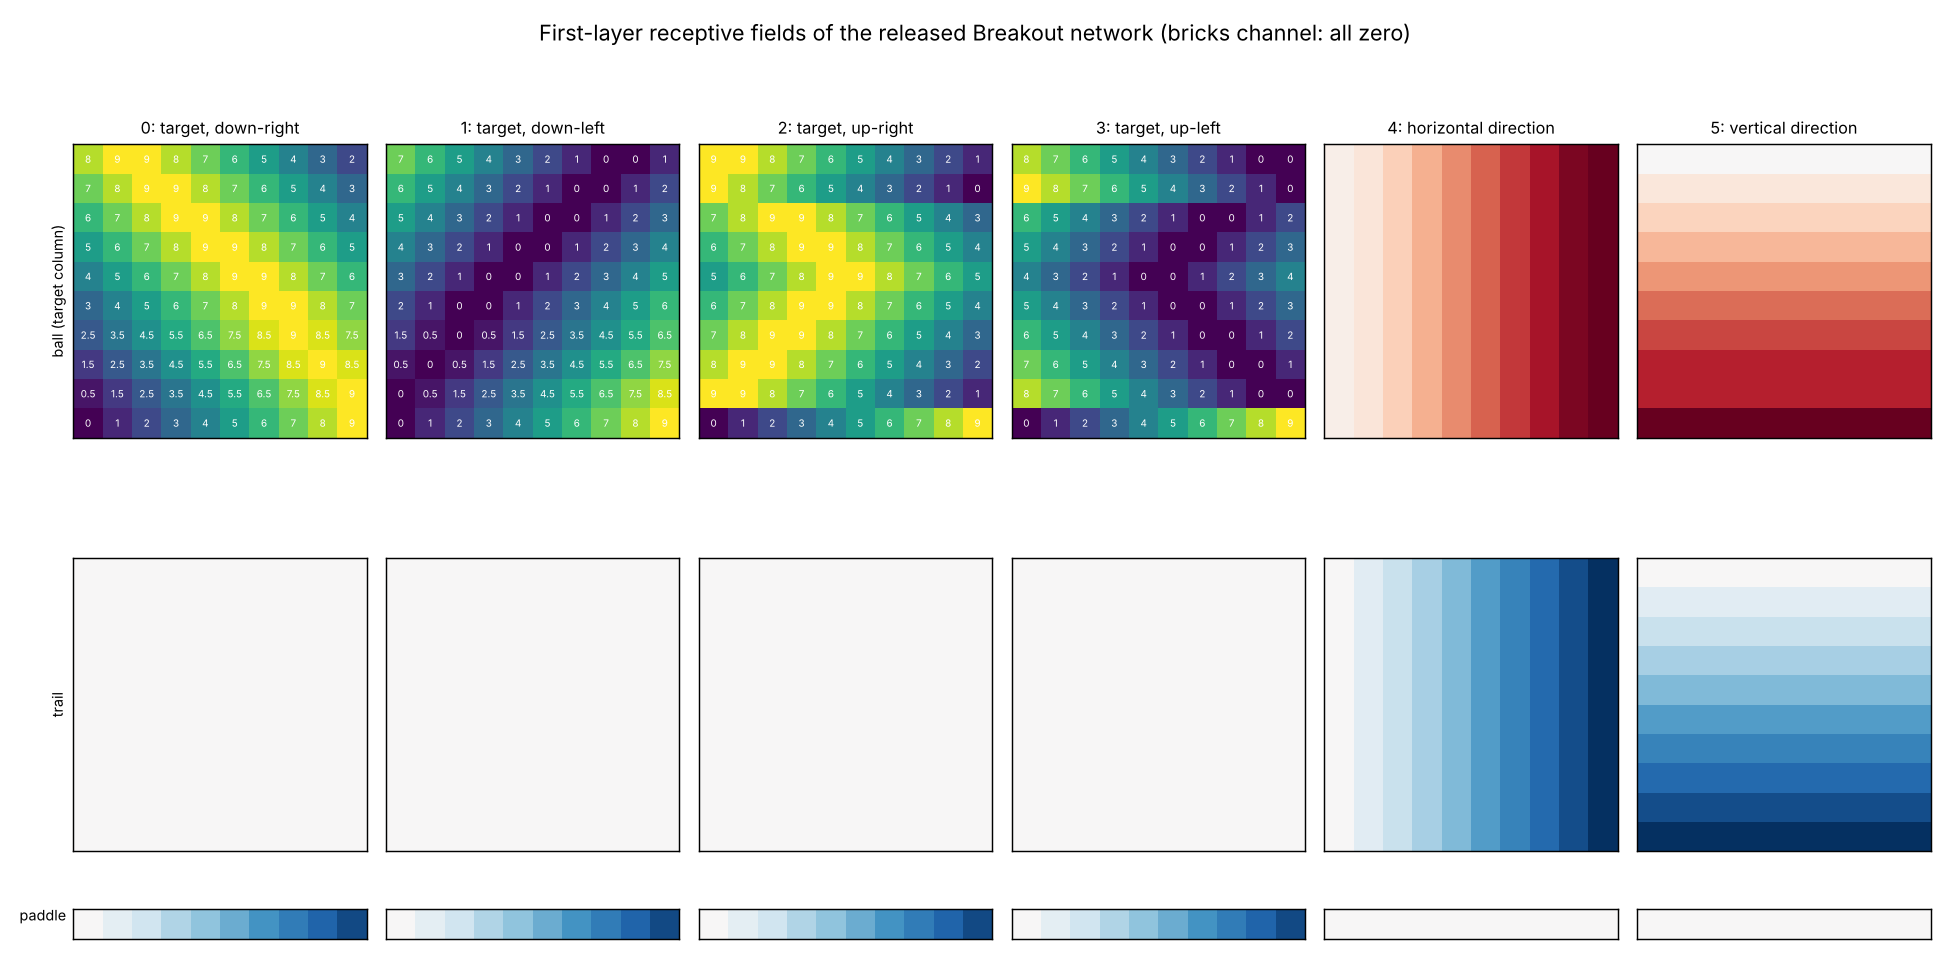 First-layer receptive fields of the released Breakout network (bricks channel: all zero)
0: target, down-right
1: target, down-left
2: target, up-right
3: target, up-left
4: horizontal direction
5: vertical direction
ball (target column)
8 9 9 8 7 6 5 4 3 2
7 8 9 9 8 7 6 5 4 3
6 7 8 9 9 8 7 6 5 4
5 6 7 8 9 9 8 7 6 5
4 5 6 7 8 9 9 8 7 6
3 4 5 6 7 8 9 9 8 7
2.5 3.5 4.5 5.5 6.5 7.5 8.5 9 8.5 7.5
1.5 2.5 3.5 4.5 5.5 6.5 7.5 8.5 9 8.5
0.5 1.5 2.5 3.5 4.5 5.5 6.5 7.5 8.5 9
0 1 2 3 4 5 6 7 8 9
7 6 5 4 3 2 1 0 0 1
6 5 4 3 2 1 0 0 1 2
5 4 3 2 1 0 0 1 2 3
4 3 2 1 0 0 1 2 3 4
3 2 1 0 0 1 2 3 4 5
2 1 0 0 1 2 3 4 5 6
1.5 0.5 0 0.5 1.5 2.5 3.5 4.5 5.5 6.5
0.5 0 0.5 1.5 2.5 3.5 4.5 5.5 6.5 7.5
0 0.5 1.5 2.5 3.5 4.5 5.5 6.5 7.5 8.5
0 1 2 3 4 5 6 7 8 9
9 9 8 7 6 5 4 3 2 1
9 8 7 6 5 4 3 2 1 0
7 8 9 9 8 7 6 5 4 3
6 7 8 9 9 8 7 6 5 4
5 6 7 8 9 9 8 7 6 5
6 7 8 9 9 8 7 6 5 4
7 8 9 9 8 7 6 5 4 3
8 9 9 8 7 6 5 4 3 2
9 9 8 7 6 5 4 3 2 1
0 1 2 3 4 5 6 7 8 9
8 7 6 5 4 3 2 1 0 0
9 8 7 6 5 4 3 2 1 0
6 5 4 3 2 1 0 0 1 2
5 4 3 2 1 0 0 1 2 3
4 3 2 1 0 0 1 2 3 4
5 4 3 2 1 0 0 1 2 3
6 5 4 3 2 1 0 0 1 2
7 6 5 4 3 2 1 0 0 1
8 7 6 5 4 3 2 1 0 0
0 1 2 3 4 5 6 7 8 9
trail
paddle